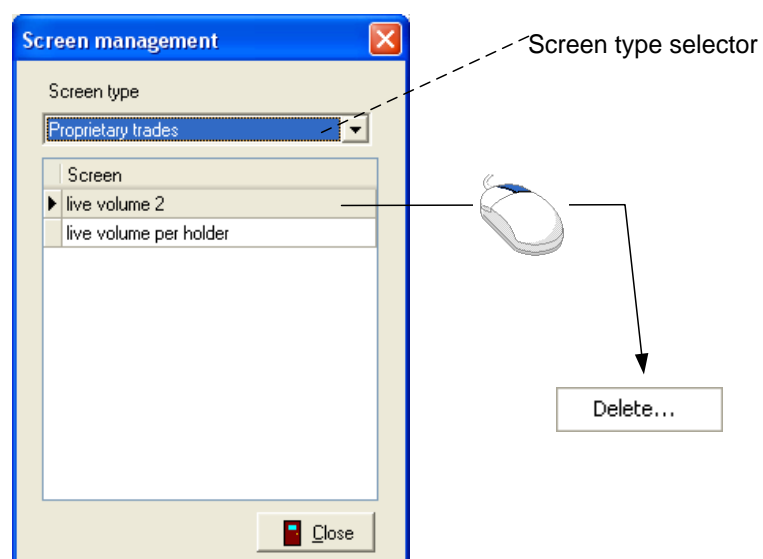 Screen management
Screen type selector
Screen type
Proprietary trades
Screen
live volume 2
live volume per holder
Delete...
Close